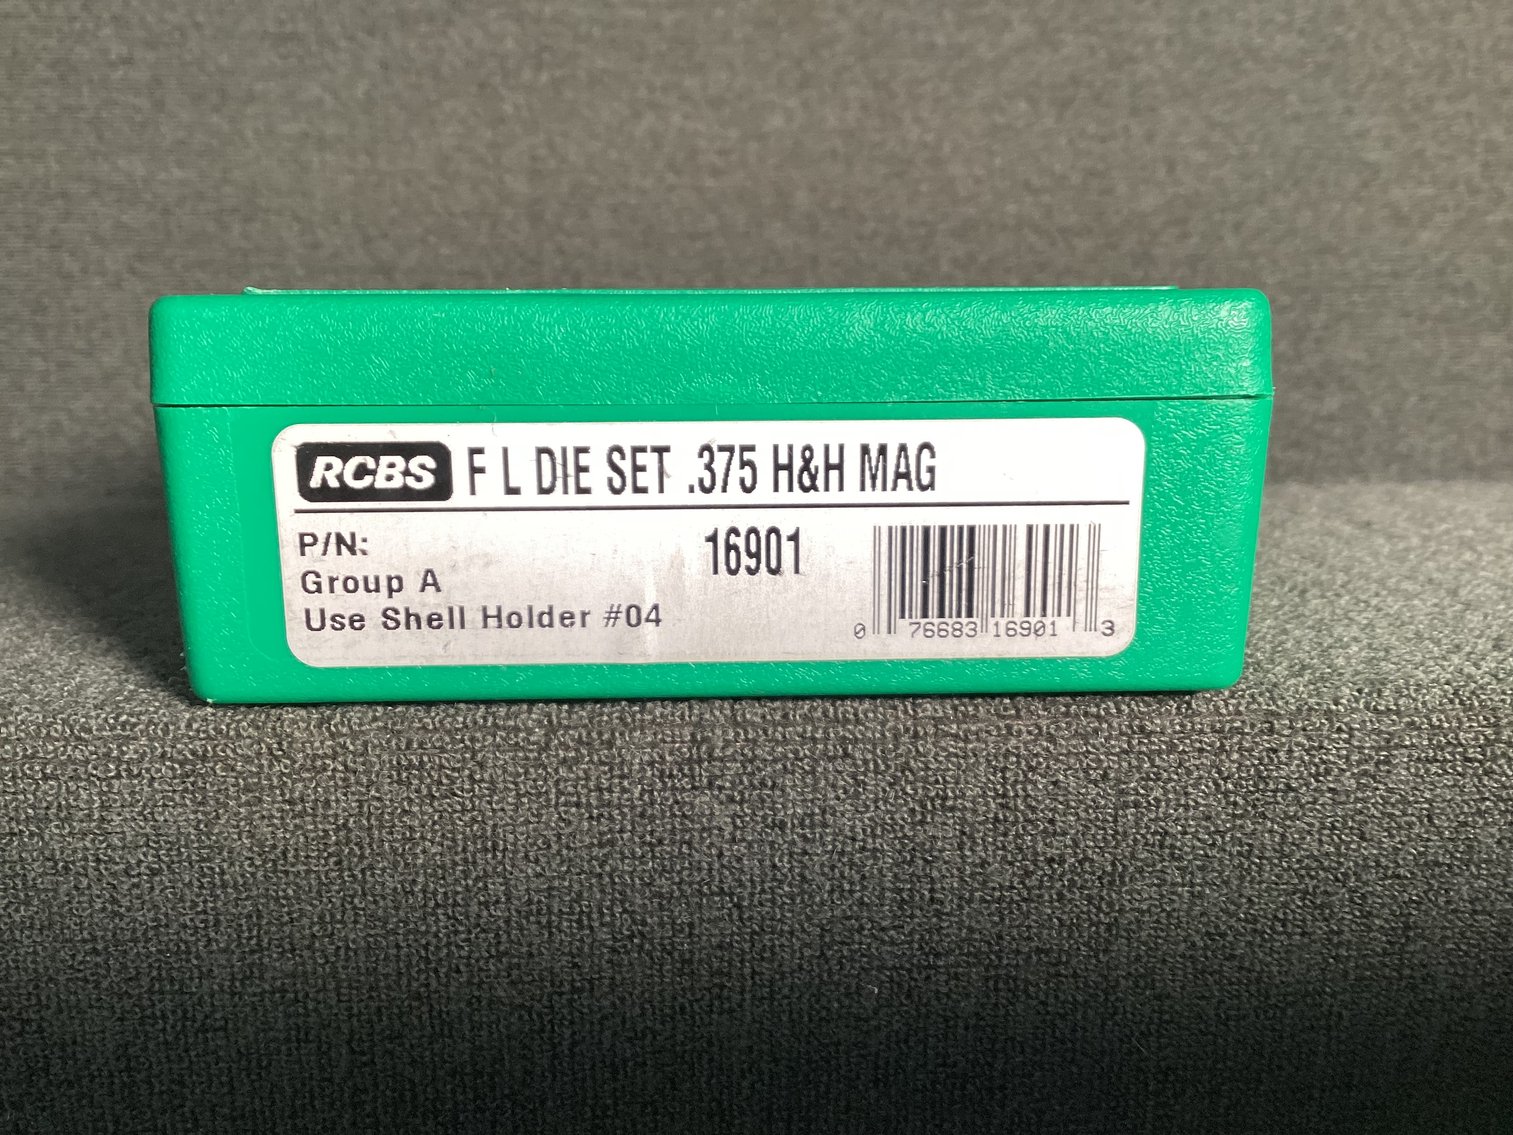 RCBS F L DIE SET .375 H&H MAG
P/N: 16901
Group A
Use Shell Holder #04
0 76683 16901 3